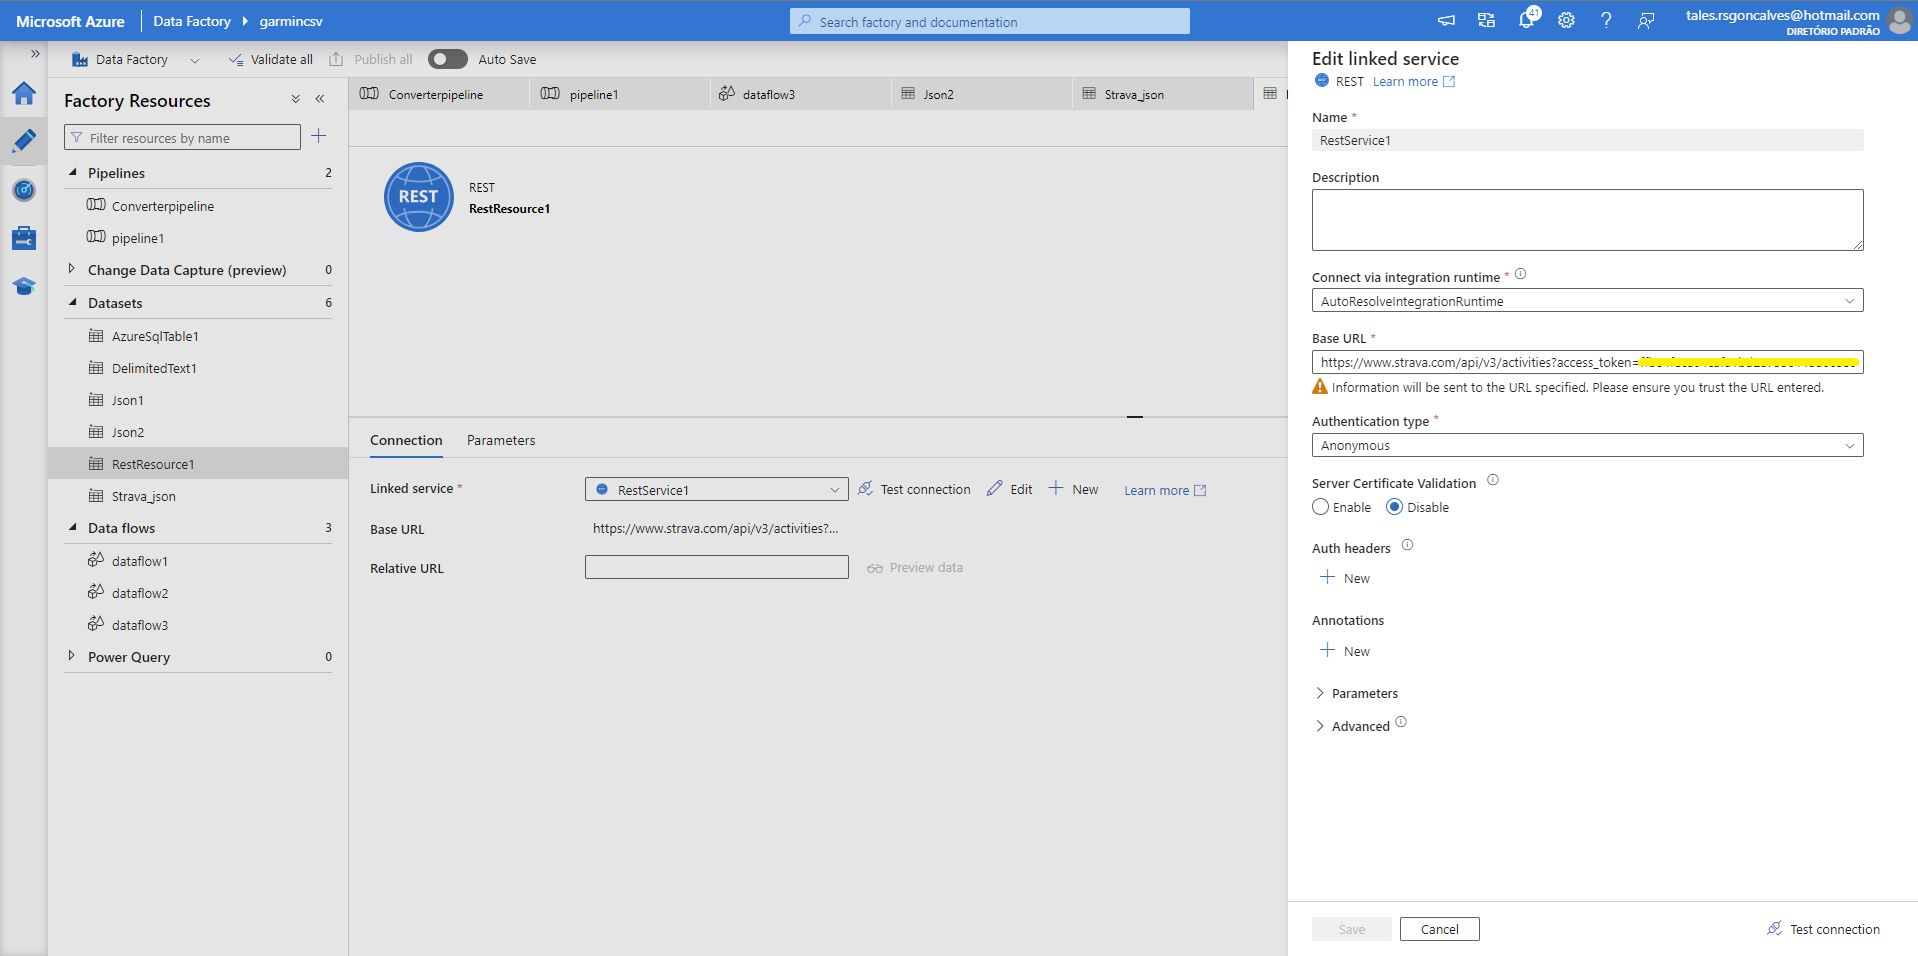 Microsoft Azure
Data Factory
garmincsv
Search factory and documentation
41
tales.rsgoncalves@hotmail.com
DIRETÓRIO PADRÃO
Data Factory
Validate all
Publish all
Auto Save
Factory Resources
Filter resources by name
Pipelines 2
Converterpipeline
pipeline1
Change Data Capture (preview) 0
Datasets 6
AzureSqlTable1
DelimitedText1
Json1
Json2
RestResource1
Strava_json
Data flows 3
dataflow1
dataflow2
dataflow3
Power Query 0
Converterpipeline
pipeline1
dataflow3
Json2
Strava_json
REST
REST
RestResource1
Connection
Parameters
Linked service *
RestService1
Test connection
Edit
New
Learn more
Base URL
https://www.strava.com/api/v3/activities?...
Relative URL
Preview data
Edit linked service
REST Learn more
Name *
RestService1
Description
Connect via integration runtime *
AutoResolveIntegrationRuntime
Base URL *
https://www.strava.com/api/v3/activities?access_token=
Information will be sent to the URL specified. Please ensure you trust the URL entered.
Authentication type *
Anonymous
Server Certificate Validation
Enable
Disable
Auth headers
New
Annotations
New
Parameters
Advanced
Save
Cancel
Test connection